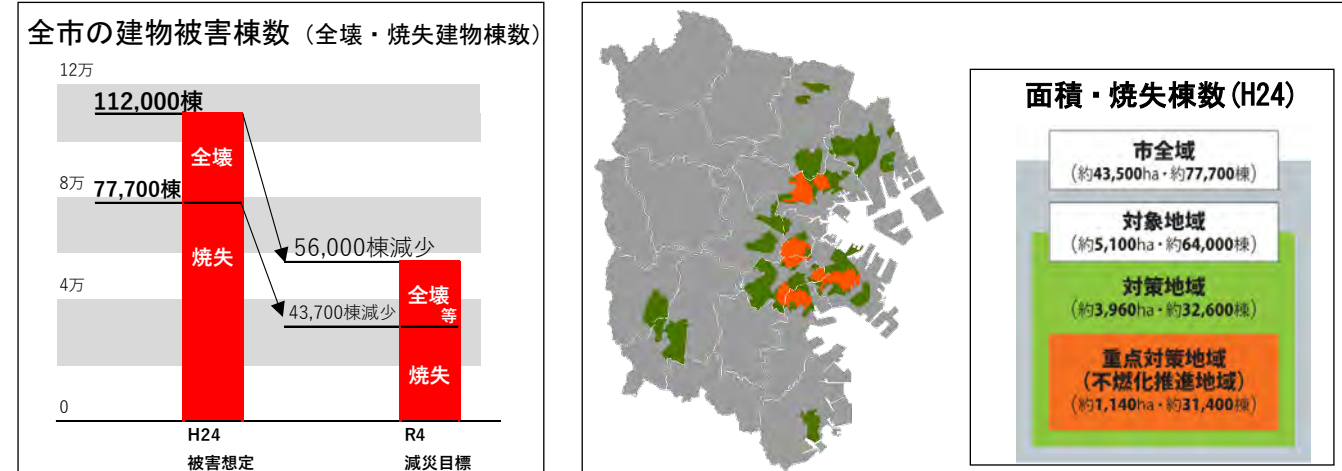 全市の建物被害棟数（全壊・焼失建物棟数）
12万
112,000棟
全壊
8万
77,700棟
焼失
56,000棟減少
4万
43,700棟減少
全壊
等
焼失
0
H24
被害想定
R4
減災目標
面積・焼失棟数(H24)
市全域
(約43,500ha・約77,700棟)
対象地域
(約5,100ha・約64,000棟)
対策地域
(約3,960ha・約32,600棟)
重点対策地域
(不燃化推進地域)
(約1,140ha・約31,400棟)